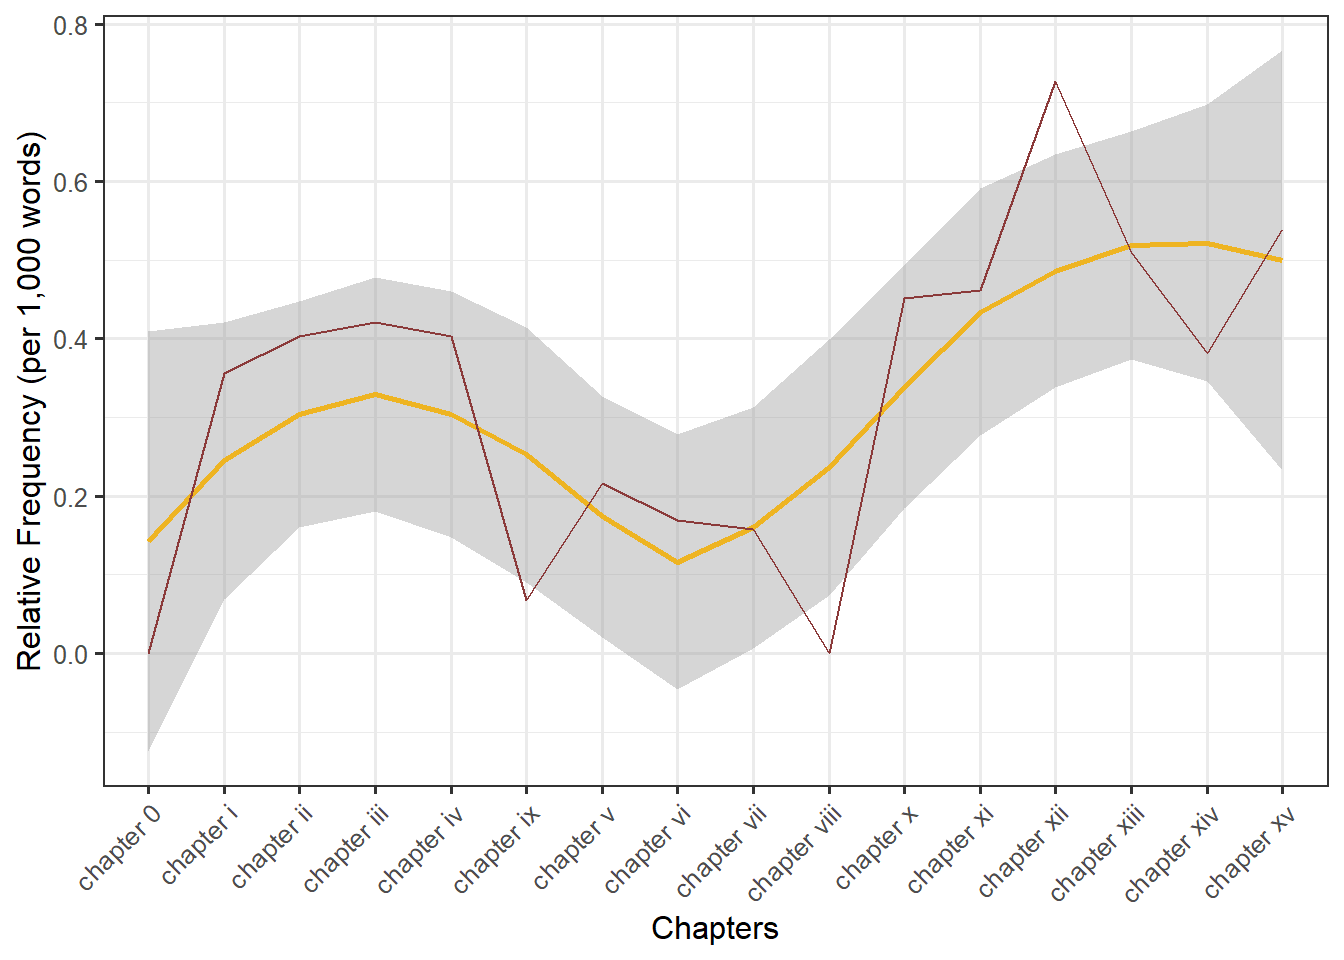 Relative Frequency (per 1,000 words)
0.8
0.6
0.4
0.2
0.0
chapter 0
chapter i
chapter ii
chapter iii
chapter iv
chapter ix
chapter v
chapter vi
chapter vii
chapter viii
chapter x
chapter xi
chapter xii
chapter xiii
chapter xiv
chapter xv
Chapters